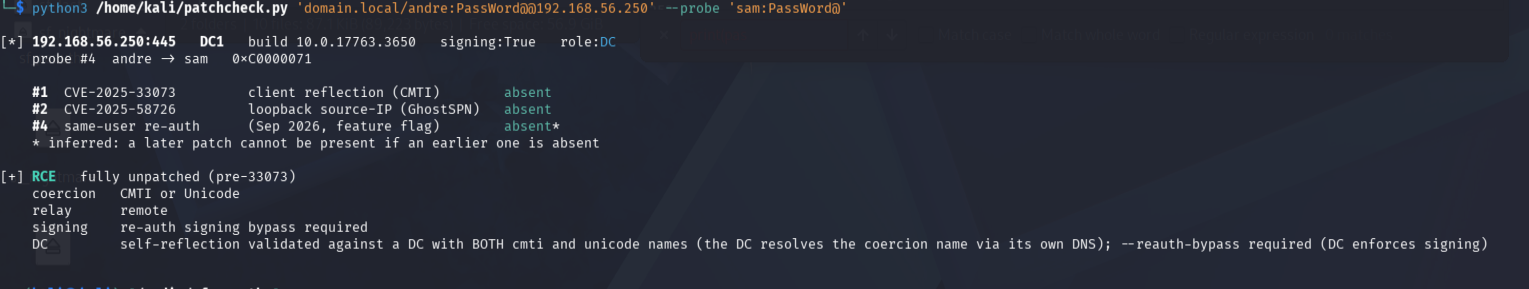 $ python3 /home/kali/patchcheck.py 'domain.local/andre:PassWord@@192.168.56.250' --probe 'sam:PassWord@'
[*] 192.168.56.250:445 DC1 build 10.0.17763.3650 signing:True role:DC
probe #4 andre → sam 0×C0000071
#1 CVE-2025-33073 client reflection (CMTI) absent
#2 CVE-2025-58726 loopback source-IP (GhostSPN) absent
#4 same-user re-auth (Sep 2026, feature flag) absent*
* inferred: a later patch cannot be present if an earlier one is absent
[+] RCE fully unpatched (pre-33073)
coercion CMTI or Unicode
relay remote
signing re-auth signing bypass required
DC self-reflection validated against a DC with BOTH cmti and unicode names (the DC resolves the coercion name via its own DNS); --reauth-bypass required (DC enforces signing)